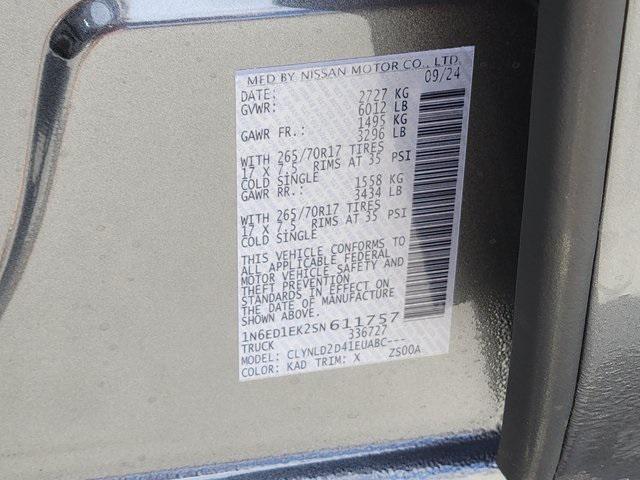 MFD BY NISSAN MOTOR CO., LTD.
DATE: 09/24
GVWR: 2727 KG
6012 LB
GAWR FR.: 1495 KG
3296 LB
WITH 265/70R17 TIRES
17 X 7.5 RIMS AT 35 PSI
COLD SINGLE
GAWR RR.: 1558 KG
3434 LB
WITH 265/70R17 TIRES
17 X 7.5 RIMS AT 35 PSI
COLD SINGLE
THIS VEHICLE CONFORMS TO
ALL APPLICABLE FEDERAL
MOTOR VEHICLE SAFETY AND
THEFT PREVENTION
STANDARDS IN EFFECT ON
THE DATE OF MANUFACTURE
SHOWN ABOVE.
1N6ED1EK2SN611757
TRUCK 336727
MODEL: CLYNLD2D41EUABC---
COLOR: KAD TRIM: X ZS00A